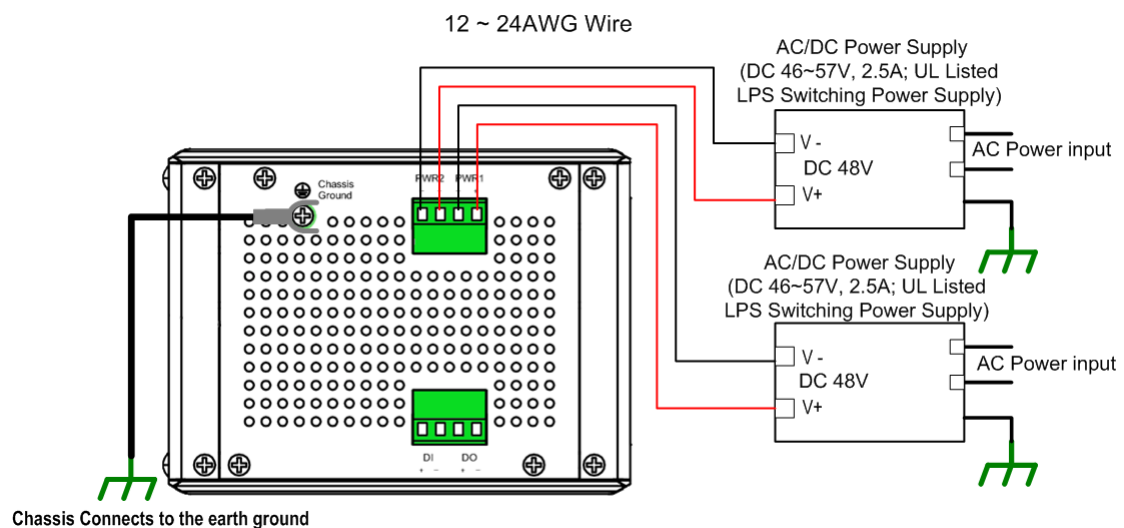 12 ~ 24AWG Wire
AC/DC Power Supply
(DC 46~57V, 2.5A; UL Listed
LPS Switching Power Supply)
V -
DC 48V
V+
AC Power input
Chassis
Ground
PWR2 PWR1
AC/DC Power Supply
(DC 46~57V, 2.5A; UL Listed
LPS Switching Power Supply)
V -
DC 48V
V+
AC Power input
DI DO
+ − + −
Chassis Connects to the earth ground